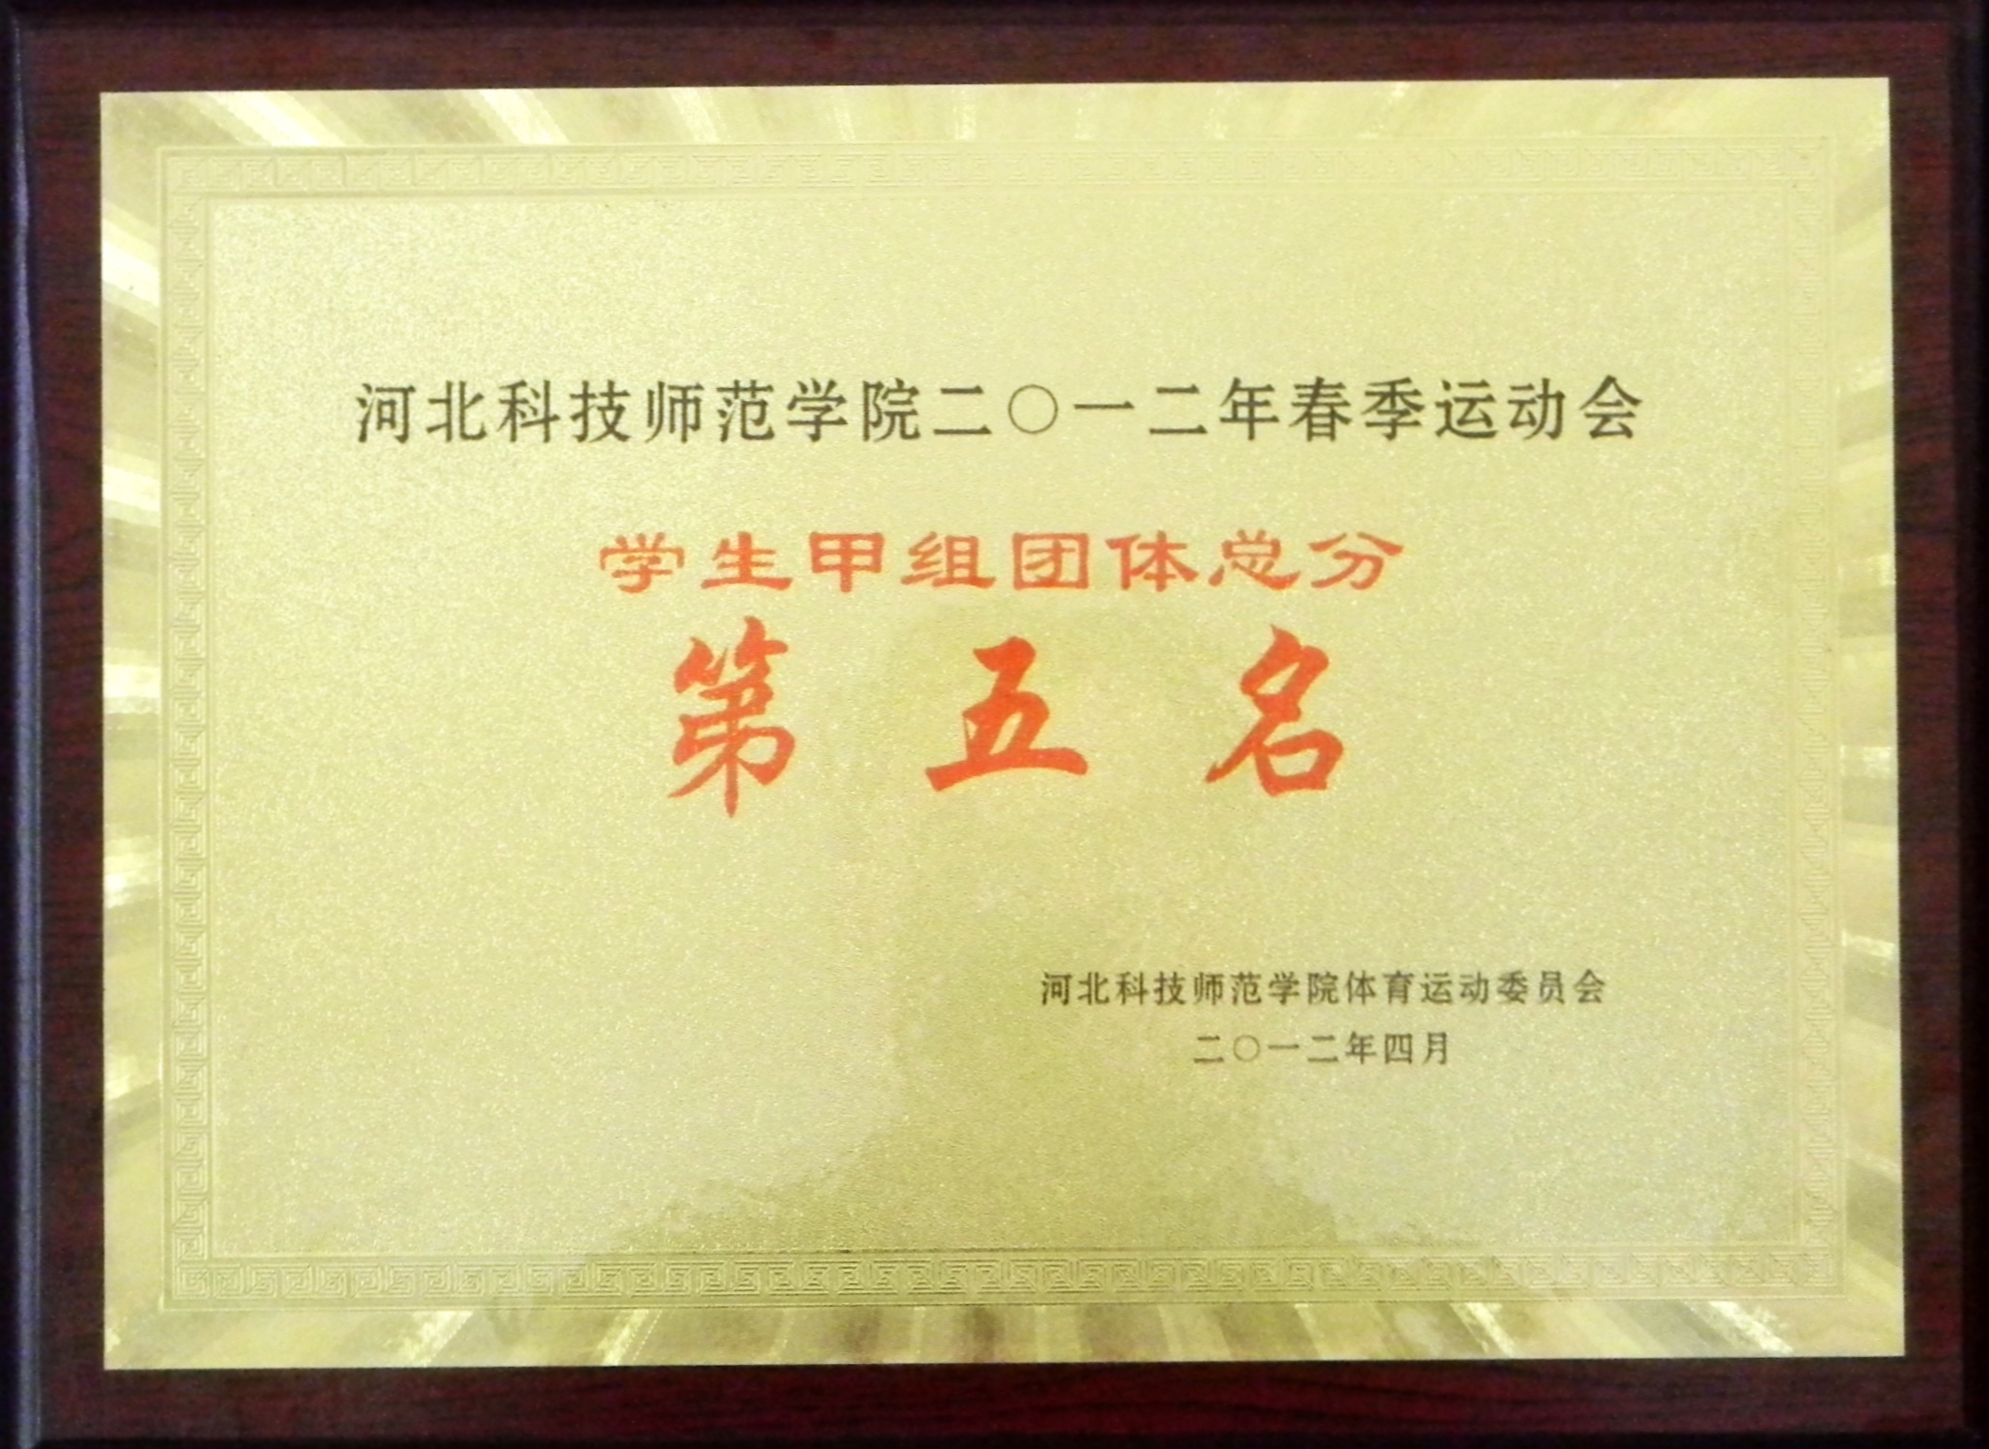 河北科技师范学院二〇一二年春季运动会
学生甲组团体总分
第五名
河北科技师范学院体育运动委员会
二〇一二年四月